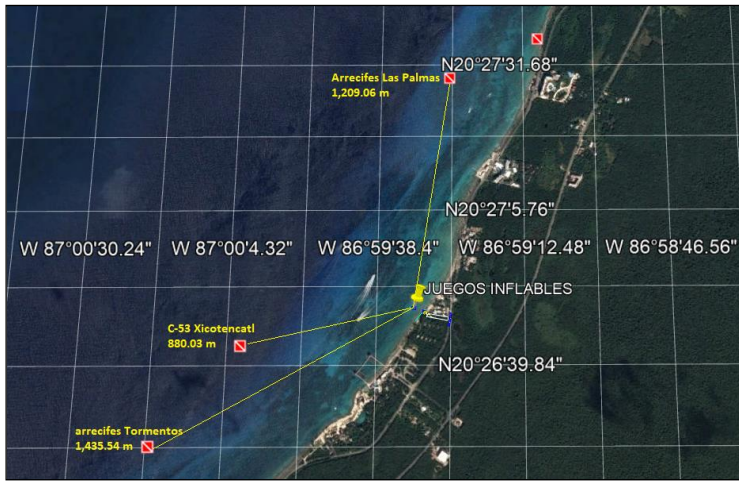 Arrecifes Las Palmas
1,209.06 m
N20°27'31.68"
N20°27'5.76"
W 87°00'30.24"
W 87°00'4.32"
W 86°59'38.4"
W 86°59'12.48"
W 86°58'46.56"
JUEGOS INFLABLES
C-53 Xicotencatl
880.03 m
N20°26'39.84"
arrecifes Tormentos
1,435.54 m